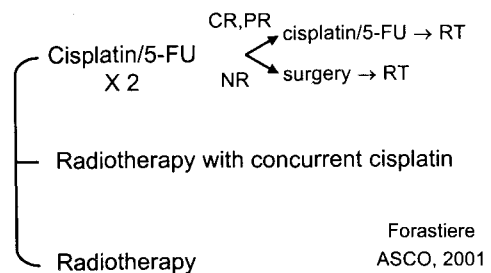 CR,PR
cisplatin/5-FU → RT
Cisplatin/5-FU
X 2
NR
surgery → RT
Radiotherapy with concurrent cisplatin
Forastiere
Radiotherapy
ASCO, 2001